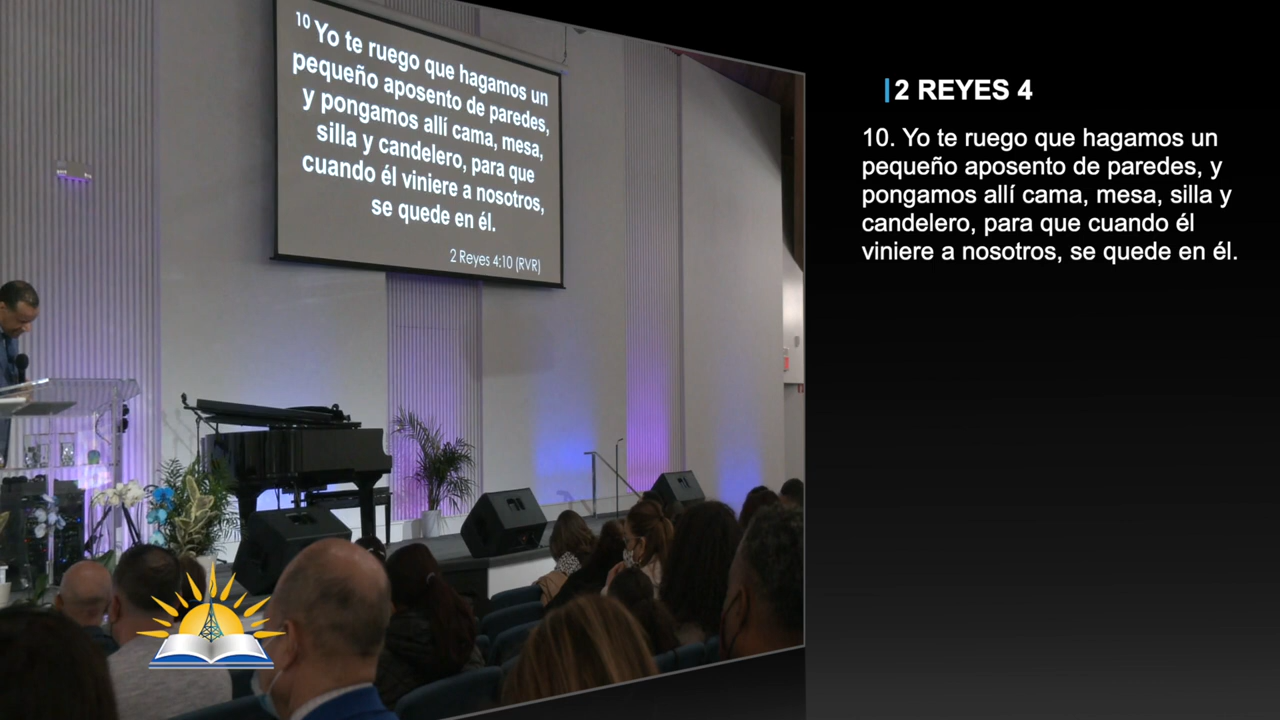 10 Yo te ruego que hagamos un
pequeño aposento de paredes,
y pongamos allí cama, mesa,
silla y candelero, para que
cuando él viniere a nosotros,
se quede en él.
2 Reyes 4:10 (RVR)
2 REYES 4
10. Yo te ruego que hagamos un
pequeño aposento de paredes, y
pongamos allí cama, mesa, silla y
candelero, para que cuando él
viniere a nosotros, se quede en él.